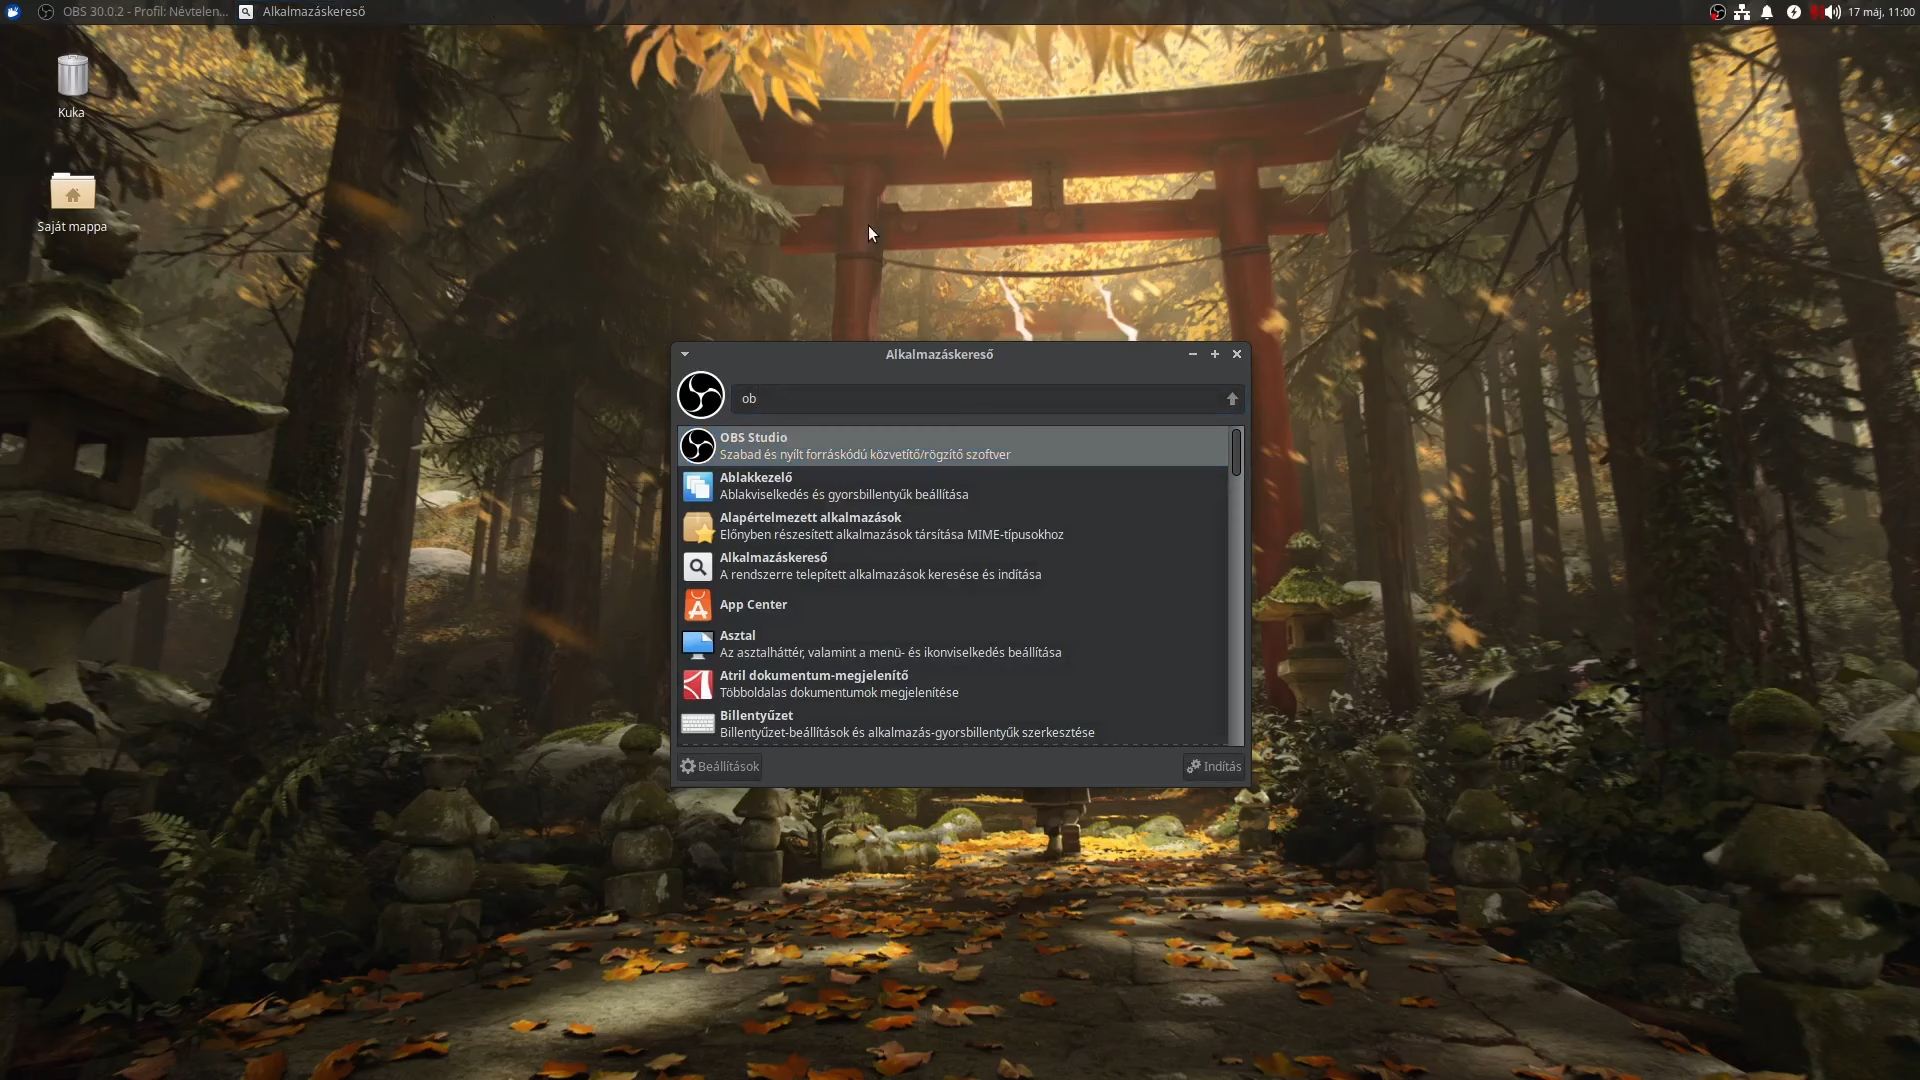 OBS 30.0.2 - Profil: Névtelen...
Alkalmazáskereső
17 máj, 11:00
Kuka
Saját mappa
Alkalmazáskereső
ob
OBS Studio
Szabad és nyílt forráskódú közvetítő/rögzítő szoftver
Ablakkezelő
Ablakviselkedés és gyorsbillentyűk beállítása
Alapértelmezett alkalmazások
Előnyben részesített alkalmazások társítása MIME-típusokhoz
Alkalmazáskereső
A rendszerre telepített alkalmazások keresése és indítása
App Center
Asztal
Az asztalháttér, valamint a menü- és ikonviselkedés beállítása
Atril dokumentum-megjelenítő
Többoldalas dokumentumok megjelenítése
Billentyűzet
Billentyűzet-beállítások és alkalmazás-gyorsbillentyűk szerkesztése
Beállítások
Indítás